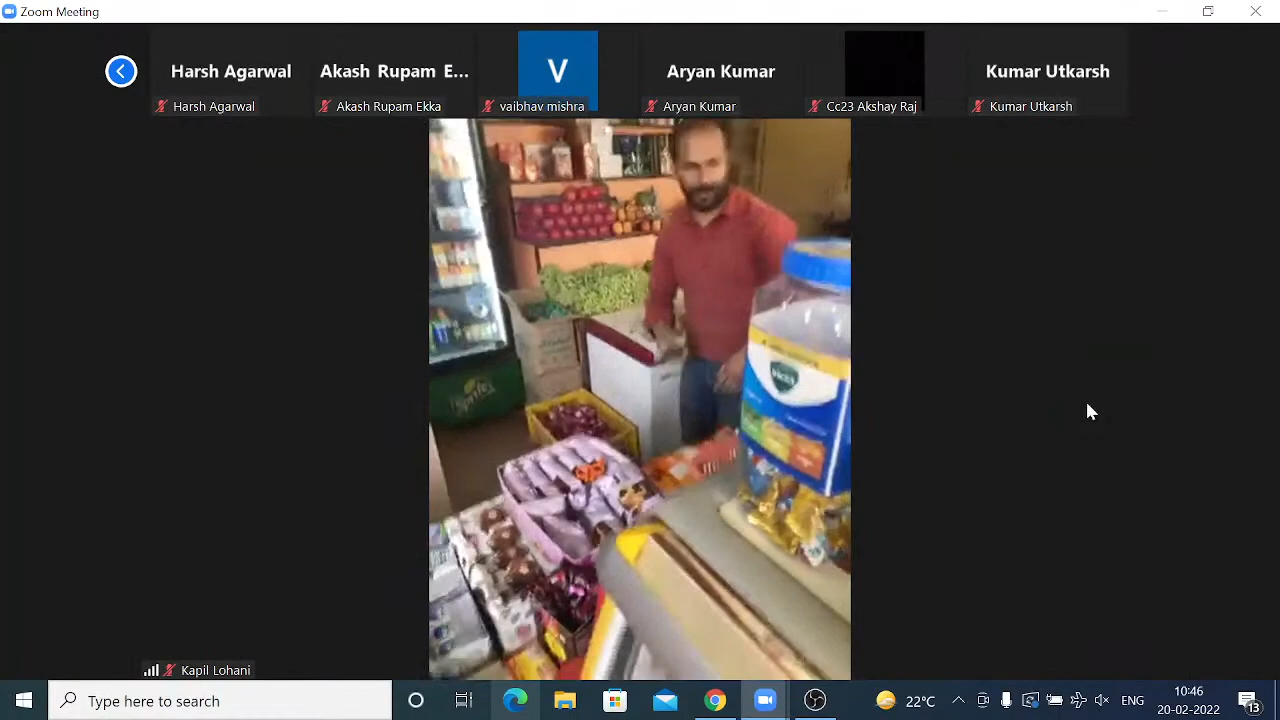 Zoom Meeting
Harsh Agarwal
Akash Rupam E...
V
Aryan Kumar
Kumar Utkarsh
Harsh Agarwal
Akash Rupam Ekka
vaibhav mishra
Aryan Kumar
Cc23 Akshay Raj
Kumar Utkarsh
VICKS
Sprite
Kapil Lohani
Type here to search
22°C
ENG
10:46
20-02-2022
13